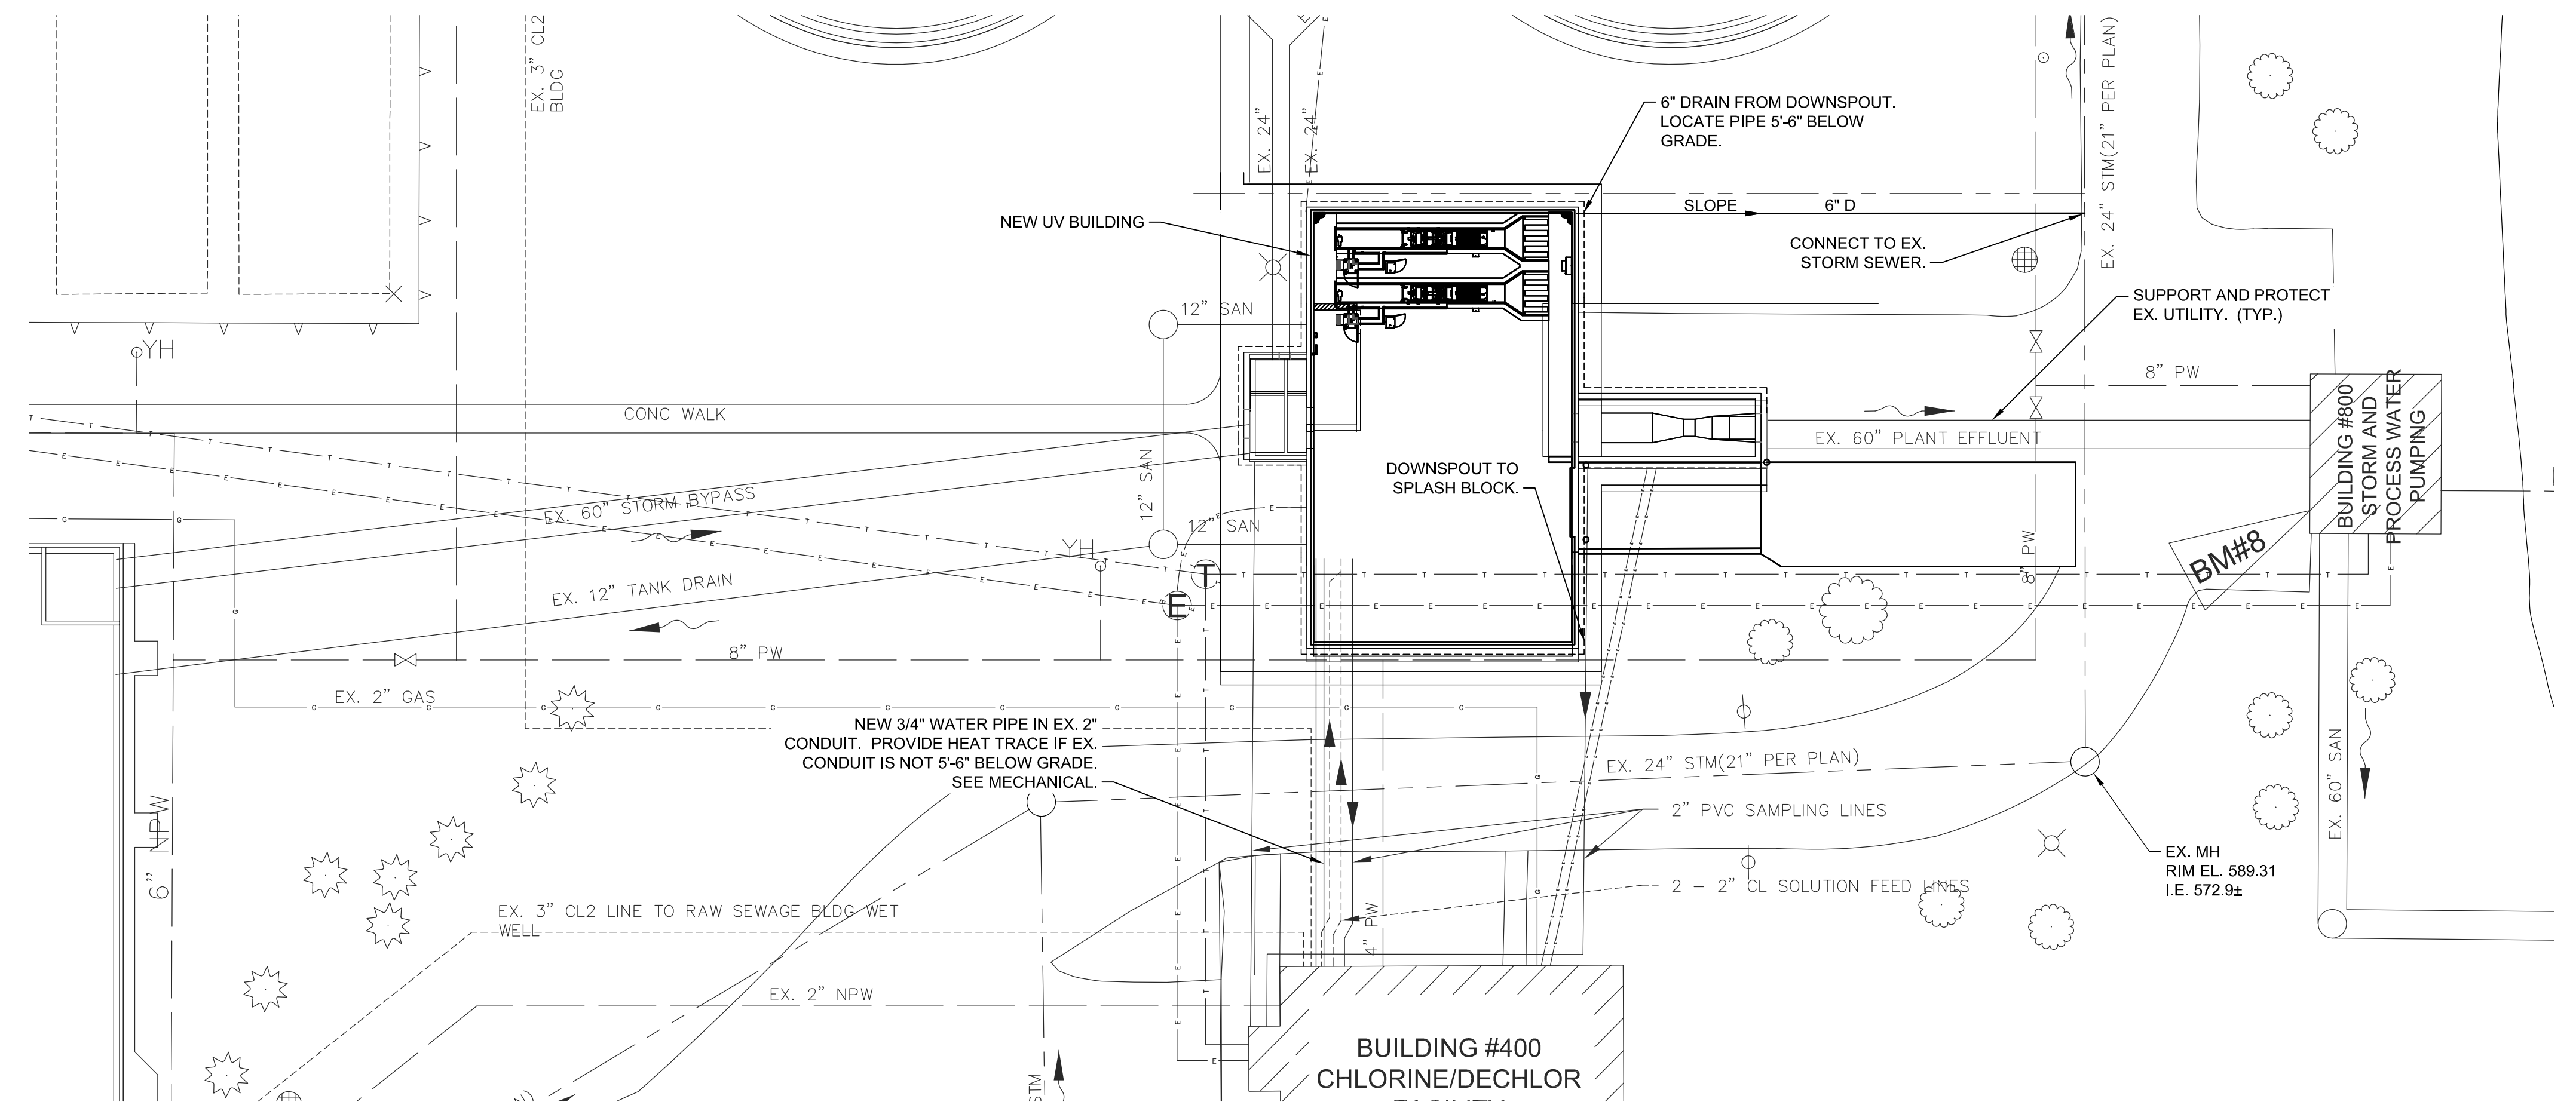 EX. 3" CL2
BLDG
EX. 24"
EX. 24"
6" DRAIN FROM DOWNSPOUT.
LOCATE PIPE 5'-6" BELOW
GRADE.
EX. 24" STM(21" PER PLAN)
NEW UV BUILDING
SLOPE
6" D
CONNECT TO EX.
STORM SEWER.
SUPPORT AND PROTECT
EX. UTILITY. (TYP.)
12" SAN
YH
8" PW
CONC WALK
BUILDING #800
STORM AND
PROCESS WATER
PUMPING
EX. 60" PLANT EFFLUENT
12" SAN
DOWNSPOUT TO
SPLASH BLOCK.
EX. 60" STORM BYPASS
12" SAN
YH
8" PW
BM#8
T
E
EX. 12" TANK DRAIN
8" PW
EX. 2" GAS
NEW 3/4" WATER PIPE IN EX. 2"
CONDUIT. PROVIDE HEAT TRACE IF EX.
CONDUIT IS NOT 5'-6" BELOW GRADE.
SEE MECHANICAL.
EX. 24" STM(21" PER PLAN)
EX. 60" SAN
2" PVC SAMPLING LINES
6" NPW
EX. MH
RIM EL. 589.31
I.E. 572.9±
2 - 2" CL SOLUTION FEED LINES
EX. 3" CL2 LINE TO RAW SEWAGE BLDG WET
WELL
4" PW
EX. 2" NPW
BUILDING #400
CHLORINE/DECHLOR
STM